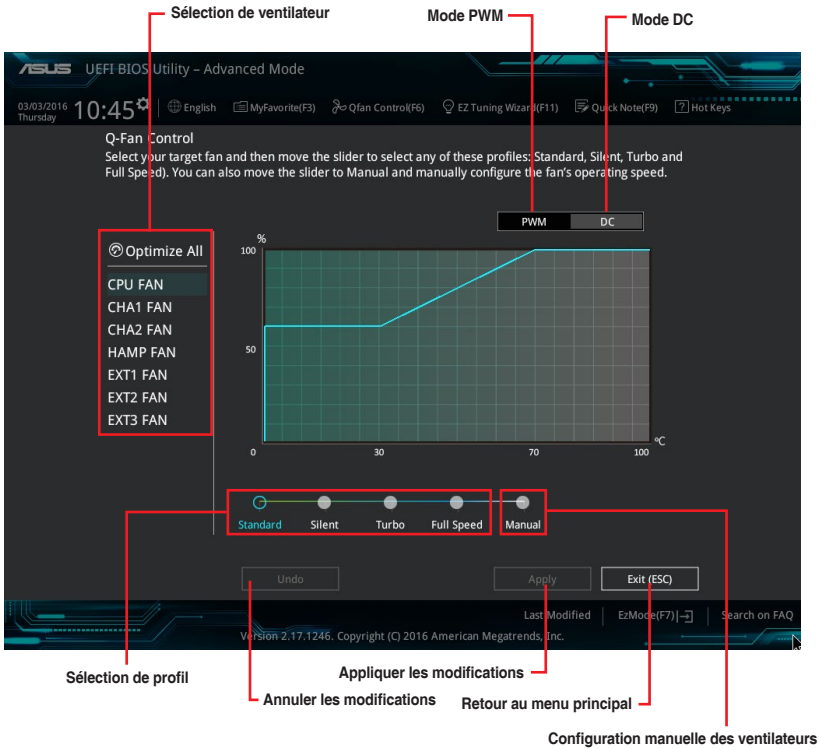 Sélection de ventilateur
Mode PWM
Mode DC
ASUS UEFI BIOS Utility – Advanced Mode
03/03/2016
Thursday
10:45
English
MyFavorite(F3)
Qfan Control(F6)
EZ Tuning Wizard(F11)
Quick Note(F9)
? Hot Keys
Q-Fan Control
Select your target fan and then move the slider to select any of these profiles: Standard, Silent, Turbo and
Full Speed). You can also move the slider to Manual and manually configure the fan's operating speed.
PWM DC
Optimize All
CPU FAN
CHA1 FAN
CHA2 FAN
HAMP FAN
EXT1 FAN
EXT2 FAN
EXT3 FAN
%
100
50
0 30 70 100
ºC
Standard Silent Turbo Full Speed Manual
Undo Apply Exit (ESC)
Last Modified EzMode(F7) Search on FAQ
Version 2.17.1246. Copyright (C) 2016 American Megatrends, Inc.
Sélection de profil
Appliquer les modifications
Annuler les modifications
Retour au menu principal
Configuration manuelle des ventilateurs